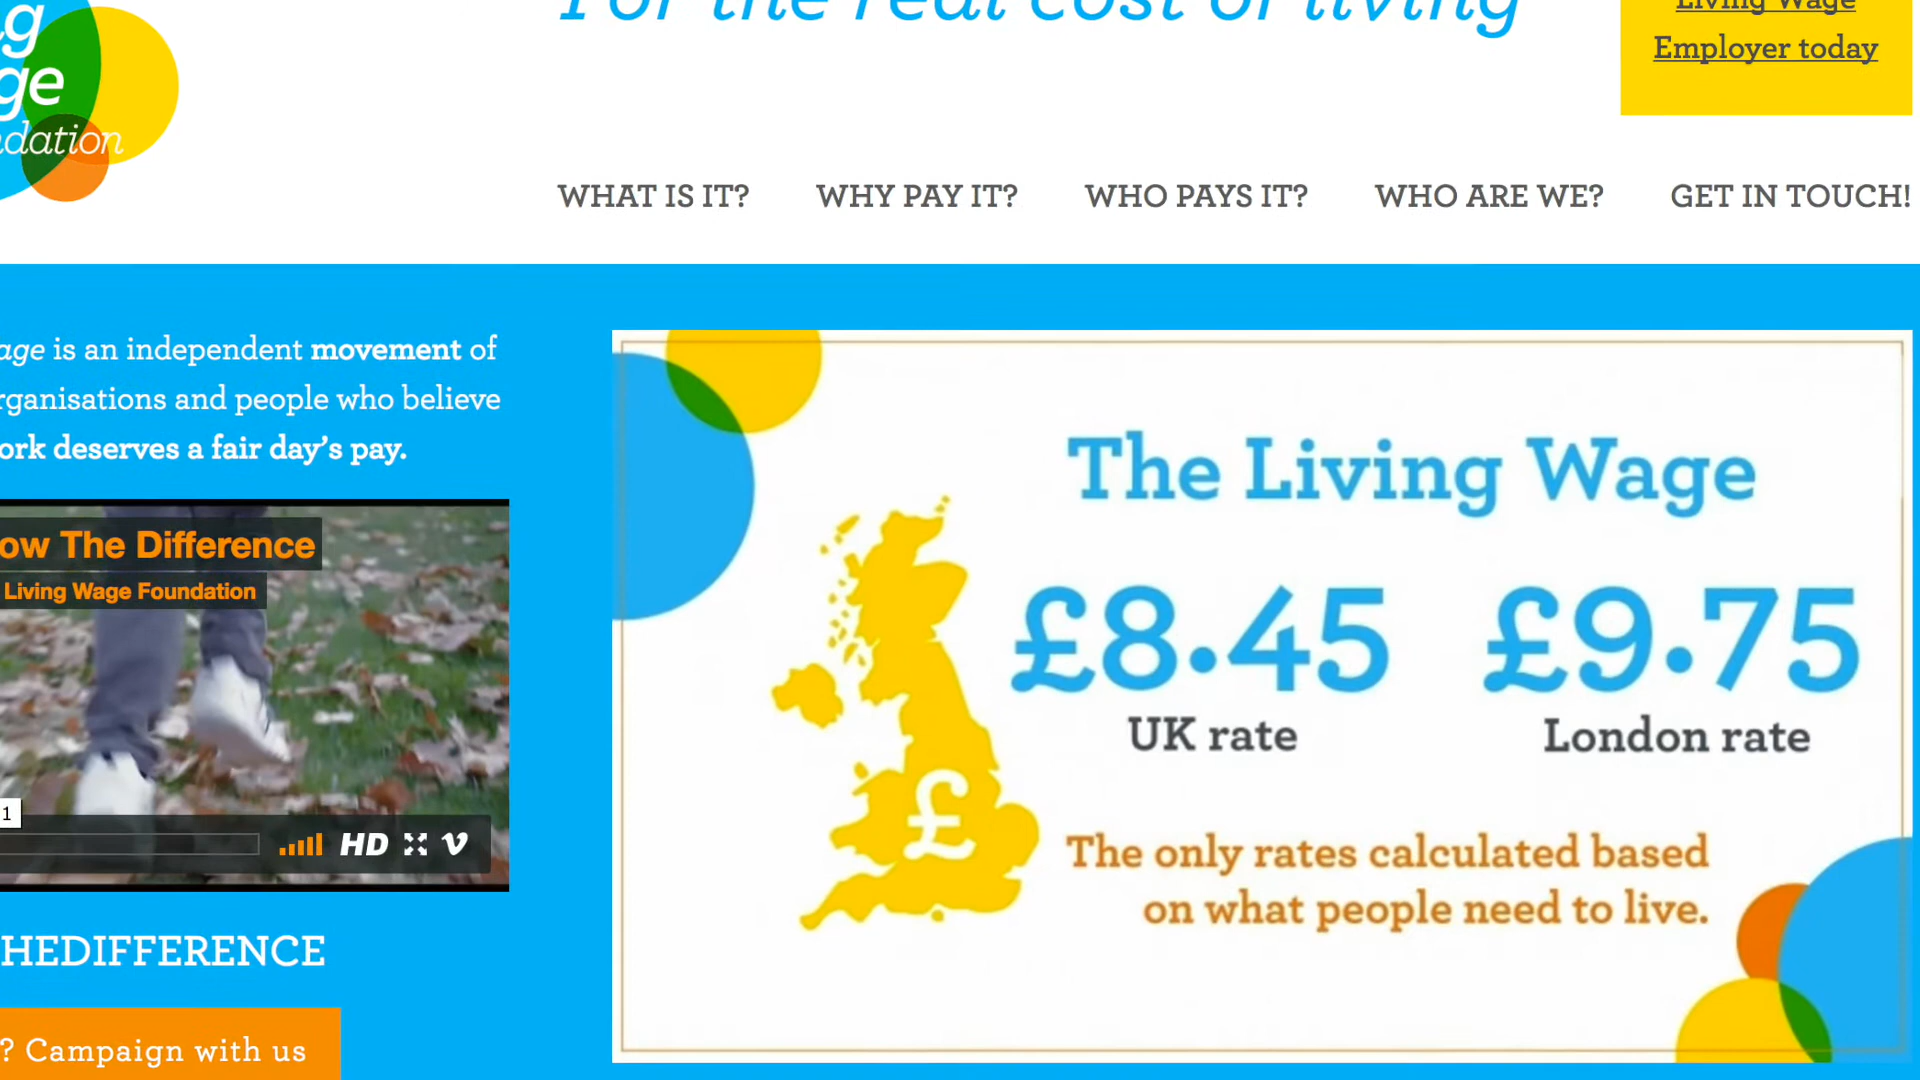 For the real cost of living
Living Wage
Employer today
ge
dation
WHAT IS IT? WHY PAY IT? WHO PAYS IT? WHO ARE WE? GET IN TOUCH!
age is an independent movement of
rganisations and people who believe
ork deserves a fair day's pay.
ow The Difference
Living Wage Foundation
1
HD
HEDIFFERENCE
? Campaign with us
The Living Wage
£8.45 £9.75
UK rate London rate
£
The only rates calculated based
on what people need to live.